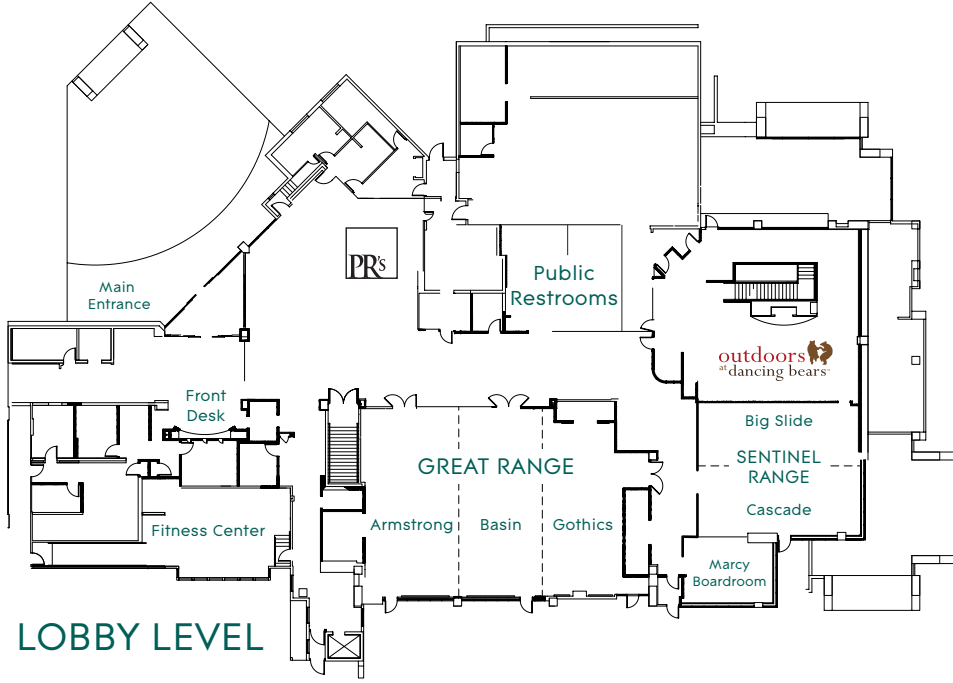 PR's
Main
Entrance
Public
Restrooms
outdoors
at dancing bears™
Front
Desk
Big Slide
GREAT RANGE
SENTINEL
RANGE
Armstrong
Basin
Gothics
Cascade
Fitness Center
Marcy
Boardroom
LOBBY LEVEL